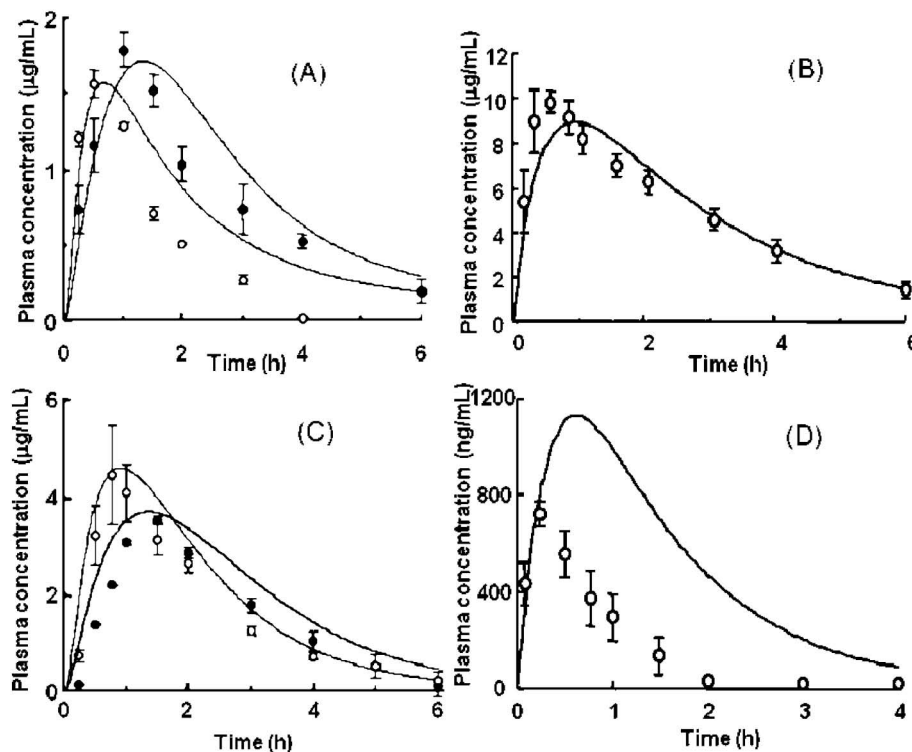 Plasma concentration (µg/mL)
2
1
0
(A)
0 2 4 6
Time (h)
Plasma concentration (µg/mL)
12
10
8
6
4
2
0
(B)
0 2 4 6
Time (h)
Plasma concentration (µg/mL)
6
4
2
0
(C)
0 2 4 6
Time (h)
Plasma concentration (ng/mL)
1200
800
400
0
(D)
0 1 2 3 4
Time (h)